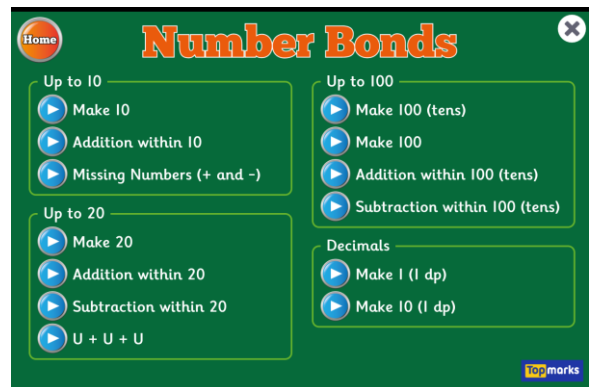 Home
Number Bonds
Up to 10
Make 10
Addition within 10
Missing Numbers (+ and -)
Up to 20
Make 20
Addition within 20
Subtraction within 20
U + U + U
Up to 100
Make 100 (tens)
Make 100
Addition within 100 (tens)
Subtraction within 100 (tens)
Decimals
Make 1 (1 dp)
Make 10 (1 dp)
Topmarks